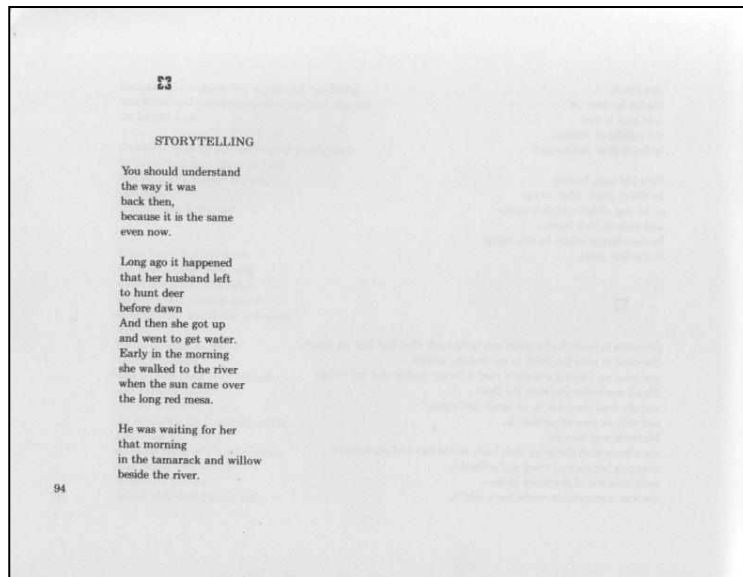 STORYTELLING
You should understand
the way it was
back then,
because it is the same
even now.
Long ago it happened
that her husband left
to hunt deer
before dawn
And then she got up
and went to get water.
Early in the morning
she walked to the river
when the sun came over
the long red mesa.
He was waiting for her
that morning
in the tamarack and willow
beside the river.
94